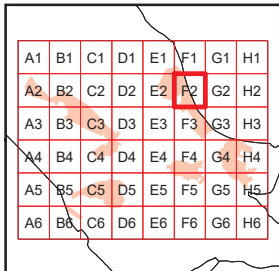 A1 B1 C1 D1 E1 F1 G1 H1
A2 B2 C2 D2 E2 F2 G2 H2
A3 B3 C3 D3 E3 F3 G3 H3
A4 B4 C4 D4 E4 F4 G4 H4
A5 B5 C5 D5 E5 F5 G5 H5
A6 B6 C6 D6 E6 F6 G6 H6